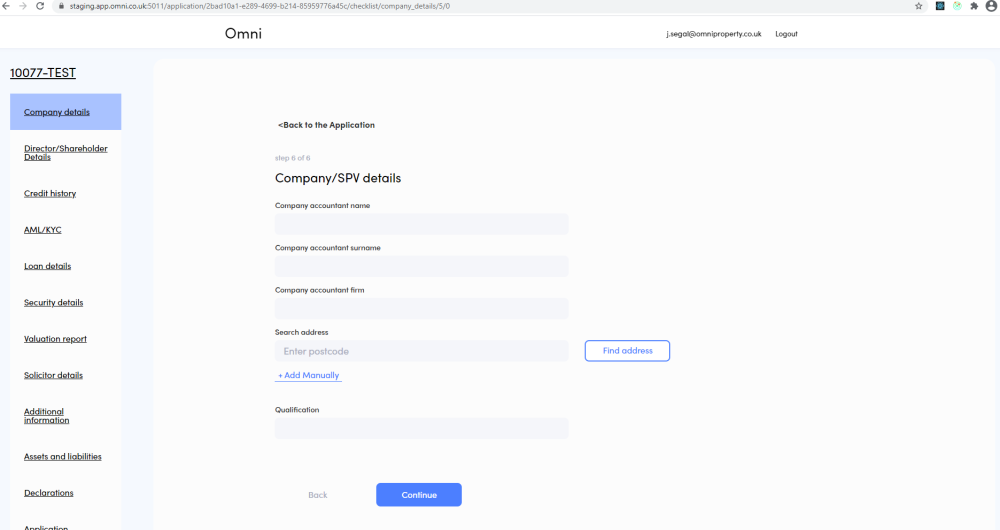 staging.app.omni.co.uk:5011/application/2bad10a1-e289-4699-b214-85959776a45c/checklist/company_details/5/0
Omni
j.segal@omniproperty.co.uk Logout
10077-TEST
Company details
Director/Shareholder
Details
Credit history
AML/KYC
Loan details
Security details
Valuation report
Solicitor details
Additional
information
Assets and liabilities
Declarations
Application
<Back to the Application
step 6 of 6
Company/SPV details
Company accountant name
Company accountant surname
Company accountant firm
Search address
Enter postcode
Find address
+ Add Manually
Qualification
Back
Continue